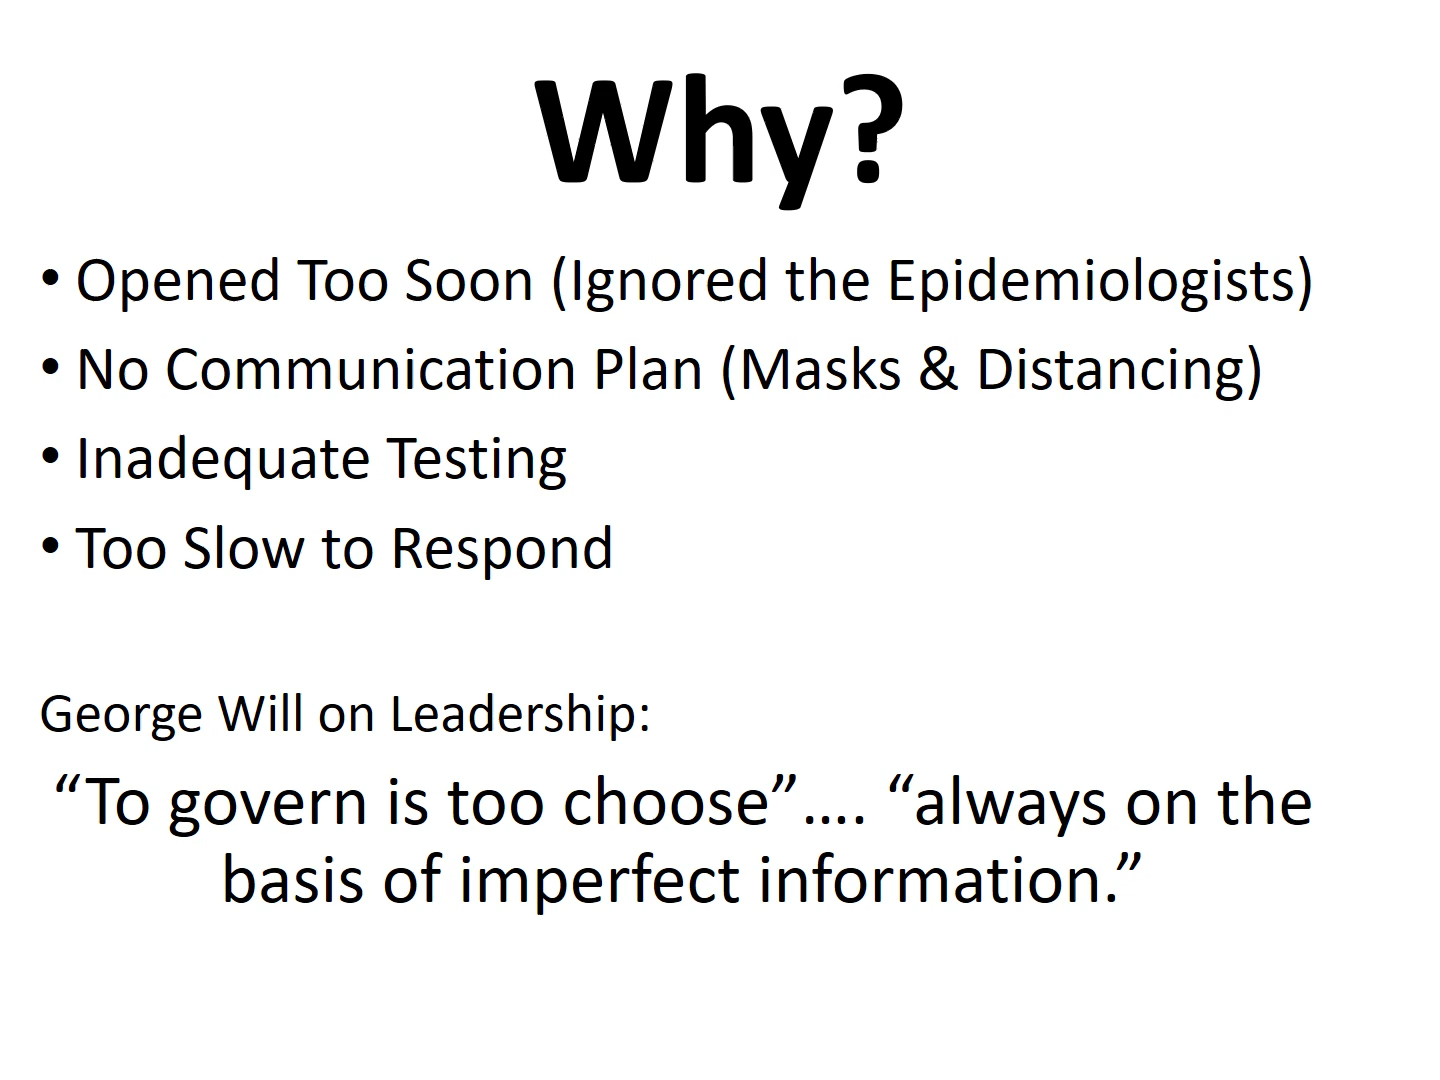 Why?
• Opened Too Soon (Ignored the Epidemiologists)
• No Communication Plan (Masks & Distancing)
• Inadequate Testing
• Too Slow to Respond
George Will on Leadership:
“To govern is too choose”…. “always on the
basis of imperfect information.”